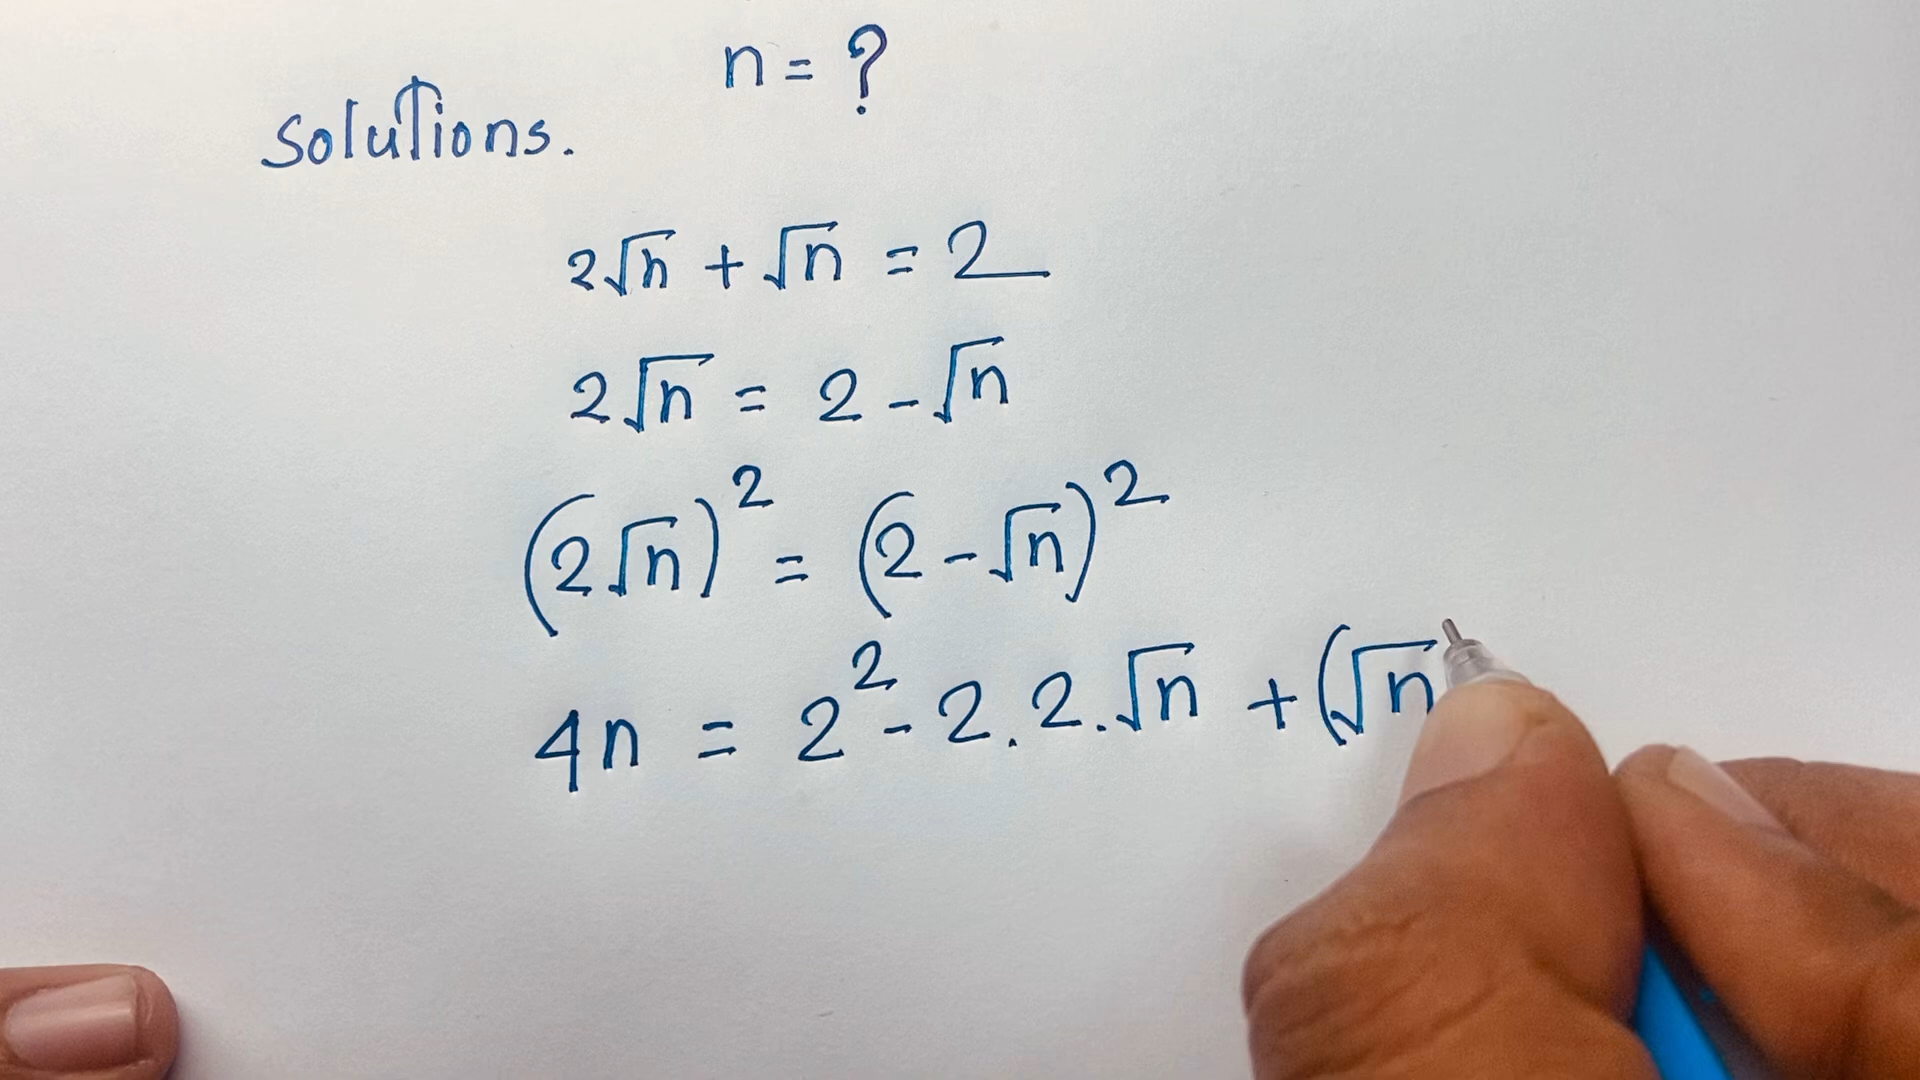 n = ?
Solutions.
2√n + √n = 2
2√n = 2 - √n
(2√n)² = (2 - √n)²
4n = 2² - 2.2.√n + (√n